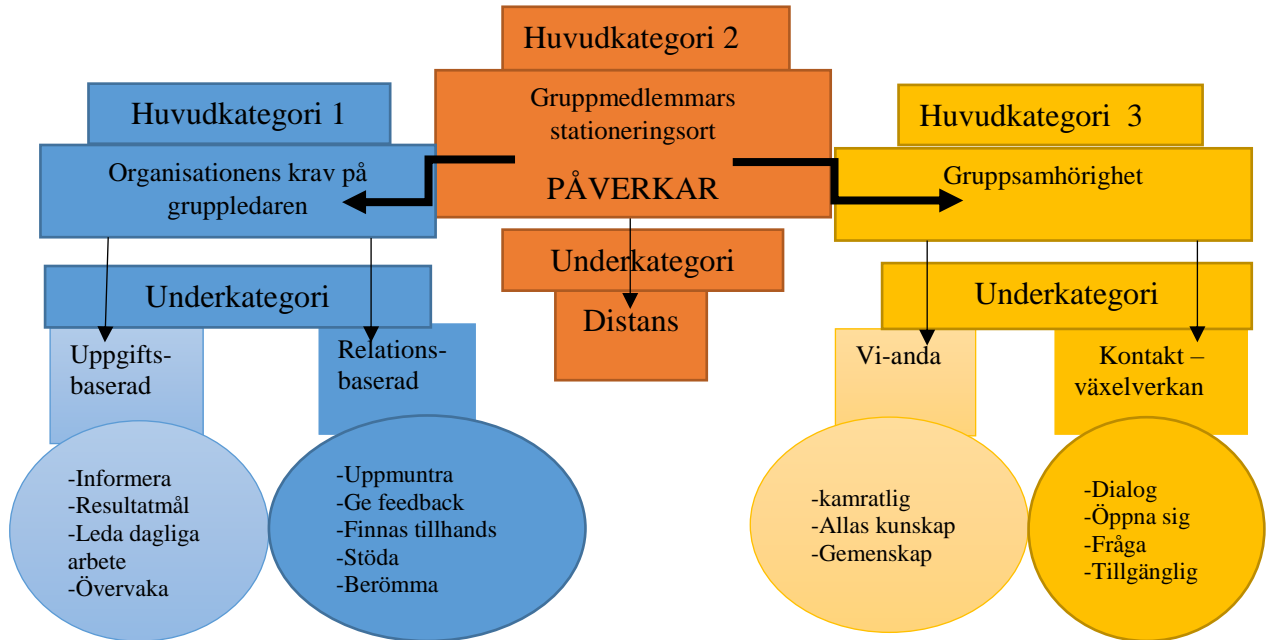 Huvudkategori 2
Gruppmedlemmars
stationeringsort
PÅVERKAR
Underkategori
Distans
Huvudkategori 1
Organisationens krav på
gruppledaren
Underkategori
Uppgifts-
baserad
Relations-
baserad
-Informera
-Resultatmål
-Leda dagliga
arbete
-Övervaka
-Uppmuntra
-Ge feedback
-Finnas tillhands
-Stöda
-Berömma
Huvudkategori 3
Gruppsamhörighet
Underkategori
Vi-anda
Kontakt –
växelverkan
-kamratlig
-Allas kunskap
-Gemenskap
-Dialog
-Öppna sig
-Fråga
-Tillgänglig